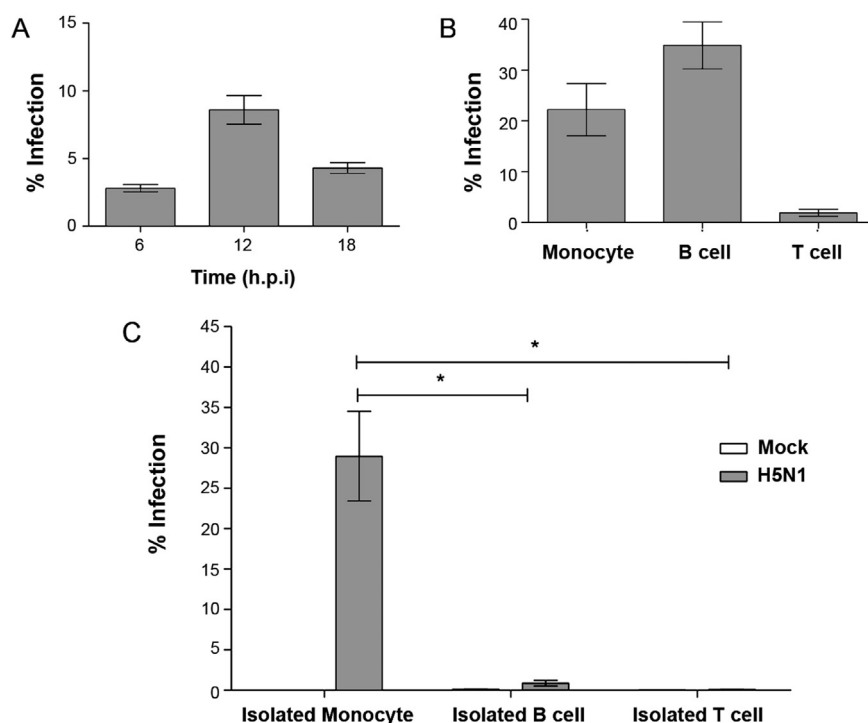 A
15
10
5
0
% Infection
6 12 18
Time (h.p.i)
B
40
30
20
10
0
% Infection
Monocyte B cell T cell
C
45
40
35
30
25
20
15
10
5
0
% Infection
*
*
Mock
H5N1
Isolated Monocyte Isolated B cell Isolated T cell